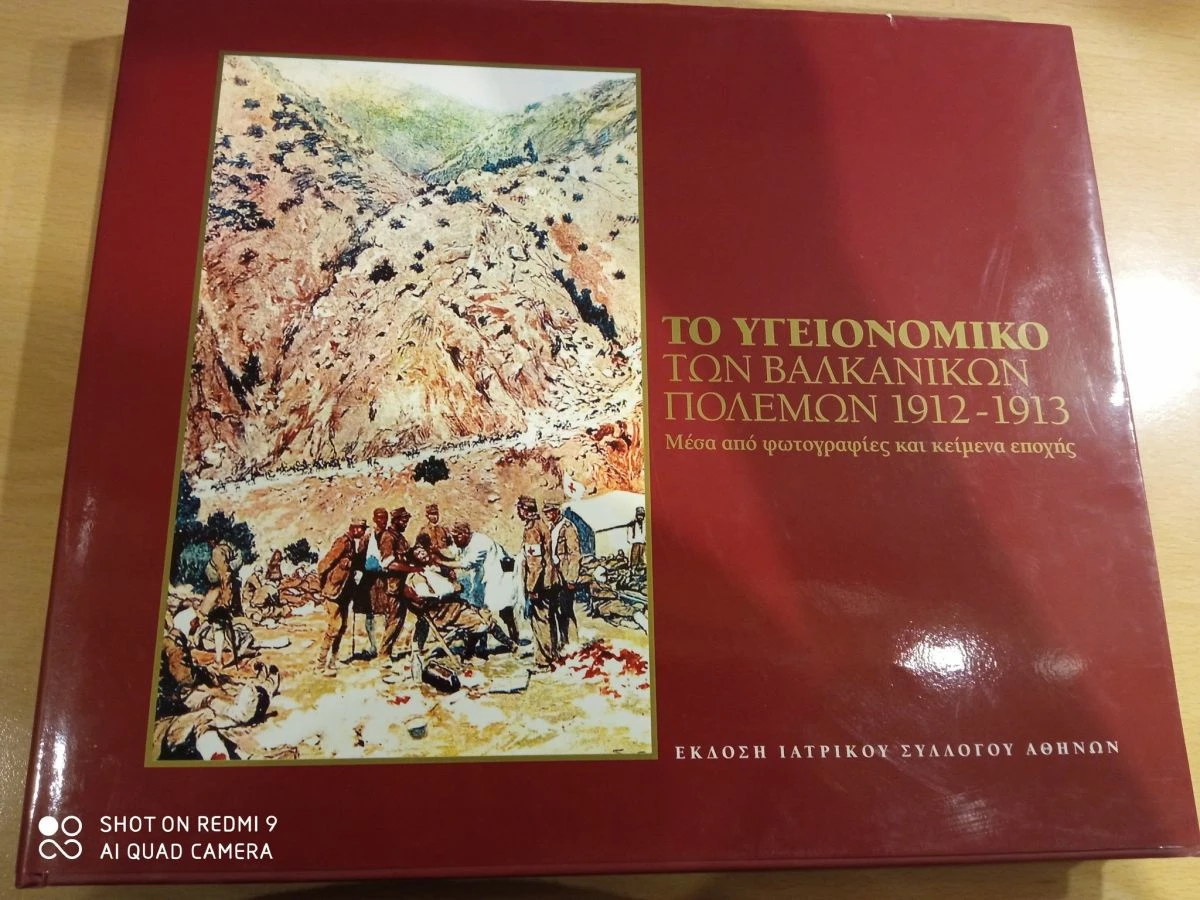 ΤΟ ΥΓΕΙΟΝΟΜΙΚΟ
ΤΩΝ ΒΑΛΚΑΝΙΚΩΝ
ΠΟΛΕΜΩΝ 1912-1913
Μέσα από φωτογραφίες και κείμενα εποχής
ΕΚΔΟΣΗ ΙΑΤΡΙΚΟΥ ΣΥΛΛΟΓΟΥ ΑΘΗΝΩΝ
SHOT ON REDMI 9
AI QUAD CAMERA